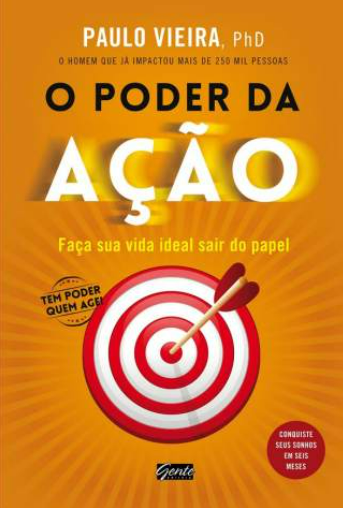 PAULO VIEIRA, PhD
O HOMEM QUE JÁ IMPACTOU MAIS DE 250 MIL PESSOAS
O PODER DA
AÇÃO
Faça sua vida ideal sair do papel
TEM PODER
QUEM AGE!
CONQUISTE
SEUS SONHOS
EM SEIS
MESES
Gente
EDITORA